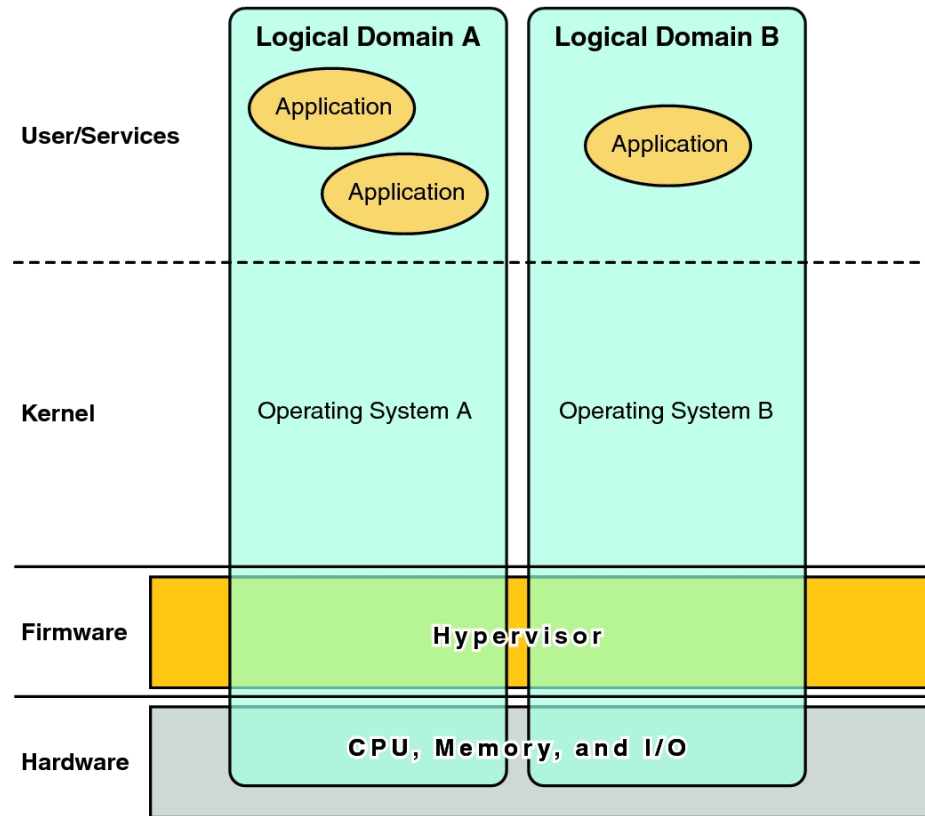 Logical Domain A
Logical Domain B
Application
User/Services
Application
Application
Kernel
Operating System A
Operating System B
Firmware
Hypervisor
Hardware
CPU, Memory, and I/O